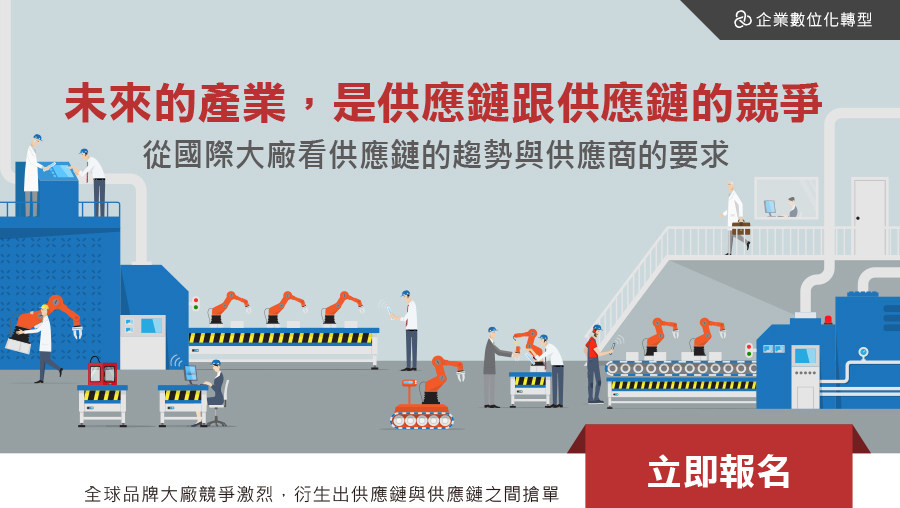 企業數位化轉型
未來的產業，是供應鏈跟供應鏈的競爭
從國際大廠看供應鏈的趨勢與供應商的要求
全球品牌大廠競爭激烈，衍生出供應鏈與供應鏈之間搶單
立即報名